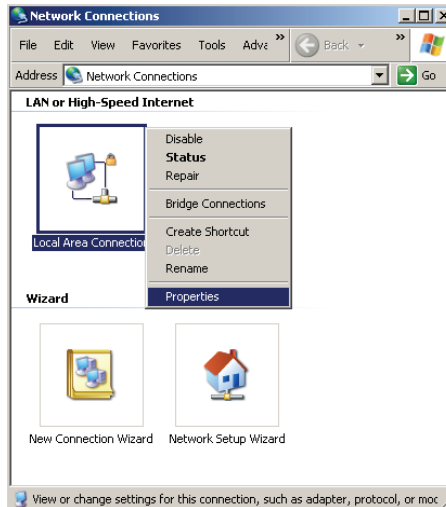 Network Connections
File Edit View Favorites Tools Adva » Back »
Address Network Connections Go
LAN or High-Speed Internet
Disable
Status
Repair
Bridge Connections
Create Shortcut
Local Area Connection
Delete
Rename
Wizard
Properties
New Connection Wizard Network Setup Wizard
View or change settings for this connection, such as adapter, protocol, or moc